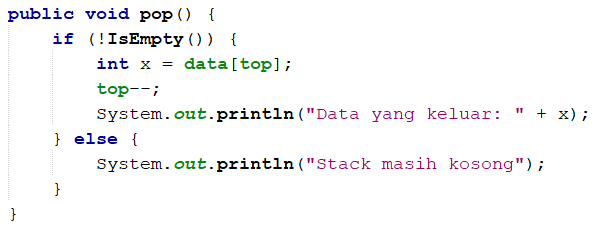 public void pop() {
    if (!IsEmpty()) {
        int x = data[top];
        top--;
        System.out.println("Data yang keluar: " + x);
    } else {
        System.out.println("Stack masih kosong");
    }
}